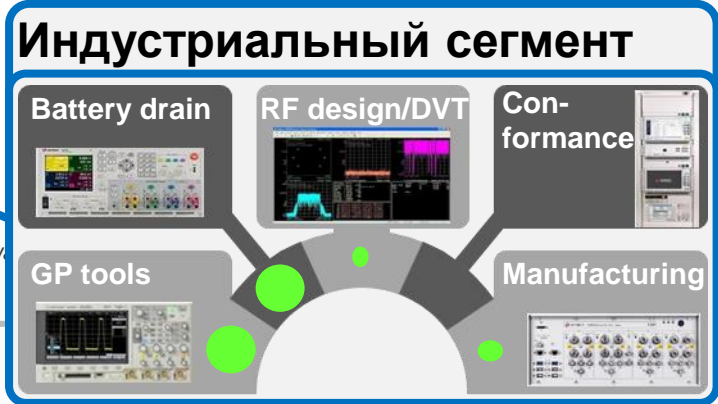 Индустриальный сегмент
Battery drain
RF design/DVT
Con-
formance
GP tools
Manufacturing